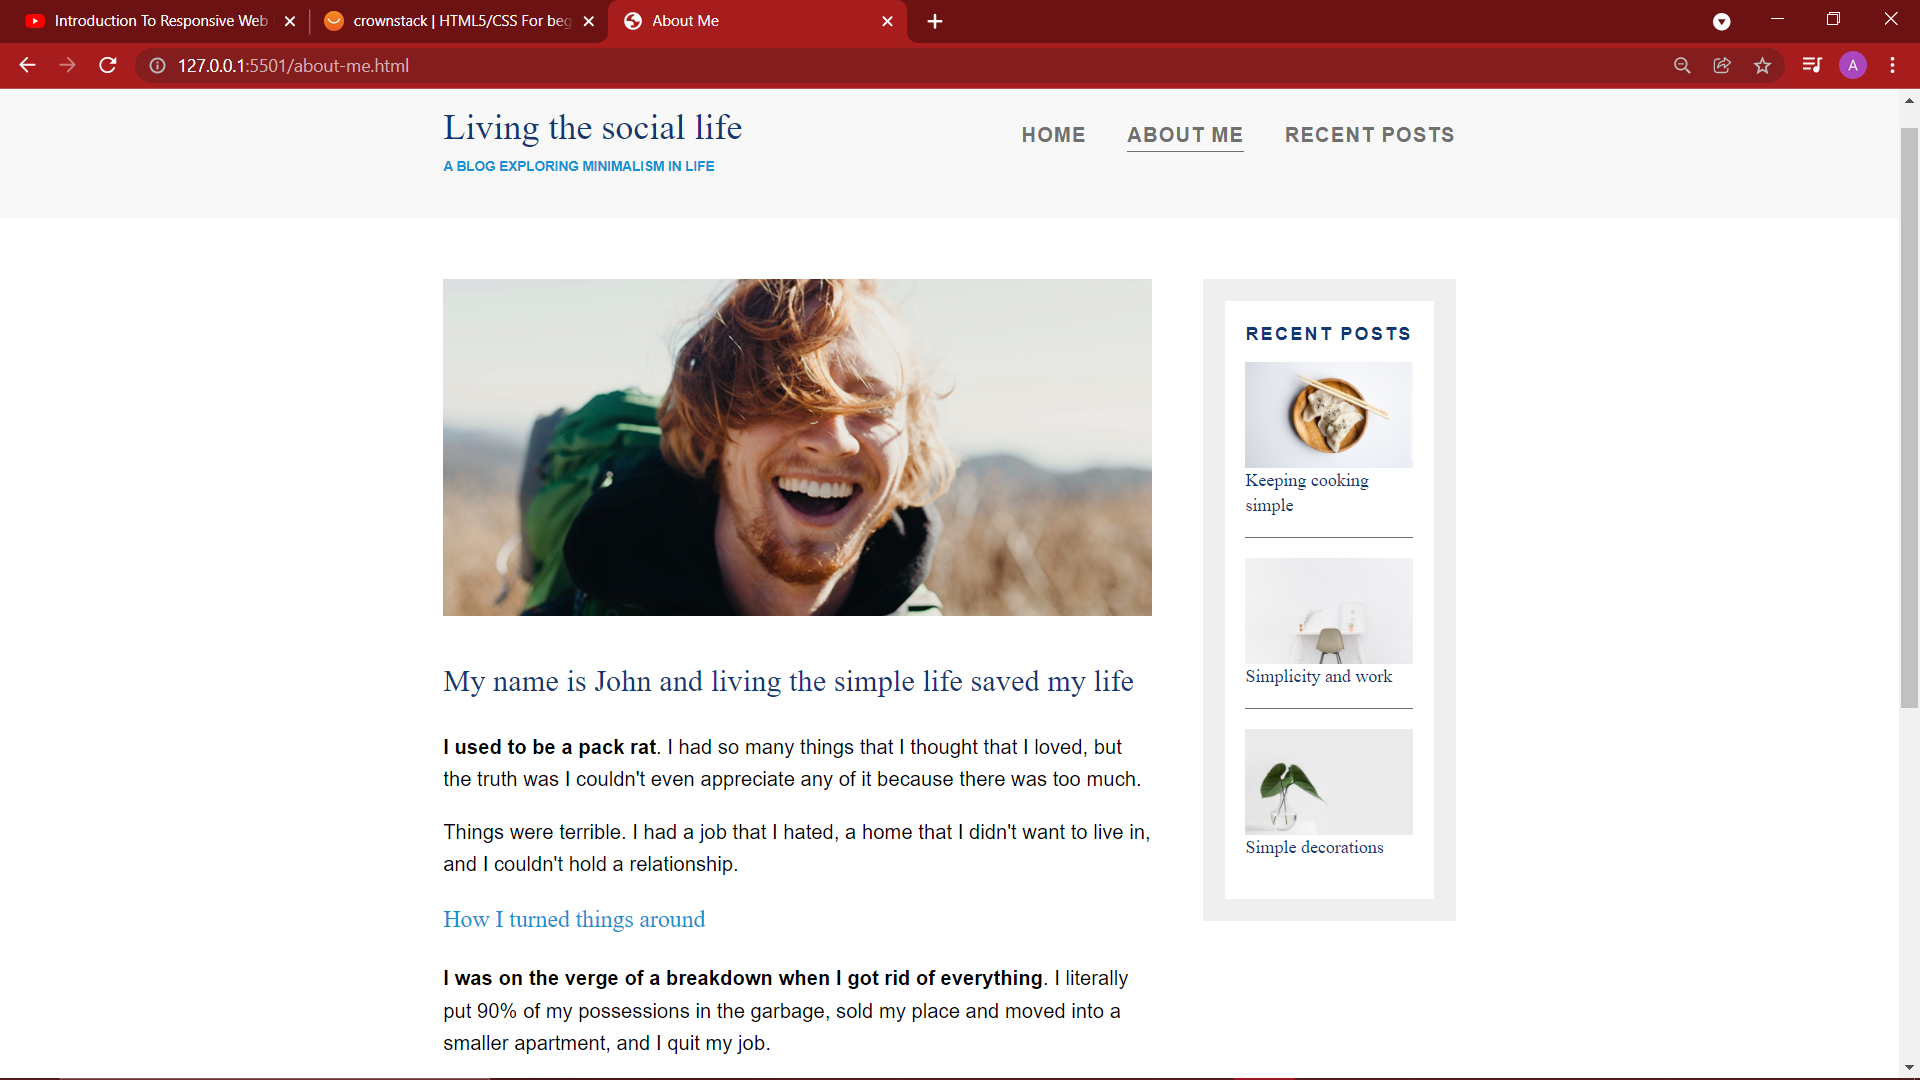 Introduction To Responsive Web
crownstack | HTML5/CSS For beg
About Me
127.0.0.1:5501/about-me.html
A
Living the social life
A BLOG EXPLORING MINIMALISM IN LIFE
HOME ABOUT ME RECENT POSTS
RECENT POSTS
Keeping cooking
simple
Simplicity and work
Simple decorations
My name is John and living the simple life saved my life
I used to be a pack rat. I had so many things that I thought that I loved, but
the truth was I couldn't even appreciate any of it because there was too much.
Things were terrible. I had a job that I hated, a home that I didn't want to live in,
and I couldn't hold a relationship.
How I turned things around
I was on the verge of a breakdown when I got rid of everything. I literally
put 90% of my possessions in the garbage, sold my place and moved into a
smaller apartment, and I quit my job.